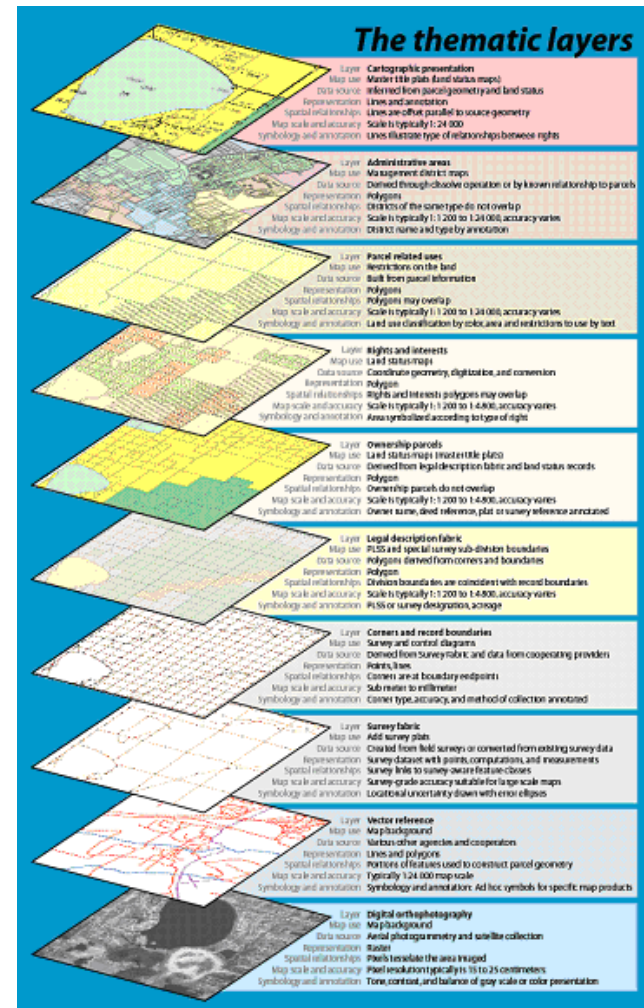 The thematic layers
Layer Cartographic presentation
Map use Master title plats (land status maps)
Data source Inferred from parcel geometry and land status
Representation Lines and annotation
Spatial relationships Lines are offset parallel to source geometry
Map scale and accuracy Scale is typically 1: 24 000
Symbology and annotation Lines illustrate type of relationships between rights
Layer Administrative areas
Map use Management district maps
Data source Derived through dissolve operation or by known relationship to parcels
Representation Polygons
Spatial relationships Districts of the same type do not overlap
Map scale and accuracy Scale is typically 1: 1 200 to 1:24 000, accuracy varies
Symbology and annotation District name and type by annotation
Layer Parcel related uses
Map use Restrictions on the land
Data source Built from parcel information
Representation Polygons
Spatial relationships Polygons may overlap
Map scale and accuracy Scale is typically 1: 1 200 to 1:24 000, accuracy varies
Symbology and annotation Land use classification by color, area and restrictions to use by text
Layer Rights and interests
Map use Land status maps
Data source Coordinate geometry, digitization, and conversion
Representation Polygon
Spatial relationships Rights and Interests polygons may overlap
Map scale and accuracy Scale is typically 1: 1 200 to 1:4 800, accuracy varies
Symbology and annotation Area symbolized according to type of right
Layer Ownership parcels
Map use Land status maps (master title plats)
Data source Derived from legal description fabric and land status records
Representation Polygon
Spatial relationships Ownership parcels do not overlap
Map scale and accuracy Scale is typically 1: 1 200 to 1:4 800, accuracy varies
Symbology and annotation Owner name, deed reference, plat or survey reference annotated
Layer Legal description fabric
Map use PLSS and special survey sub-division boundaries
Data source Polygons derived from corners and boundaries
Representation Polygon
Spatial relationships Division boundaries are coincident with record boundaries
Map scale and accuracy Scale is typically 1: 1 200 to 1:4 800, accuracy varies
Symbology and annotation PLSS or survey designation, acreage
Layer Corners and record boundaries
Map use Survey and control diagrams
Data source Derived from Survey Fabric and data from cooperating providers
Representation Points, lines
Spatial relationships Corners are at boundary endpoints
Map scale and accuracy Sub meter to millimeter
Symbology and annotation Corner type, accuracy, and method of collection annotated
Layer Survey fabric
Map use Add survey plats
Data source Created from field surveys or converted from existing survey data
Representation Survey dataset with points, computations, and measurements
Spatial relationships Survey links to survey-aware feature classes
Map scale and accuracy Survey-grade accuracy suitable for large scale maps
Symbology and annotation Locational uncertainty drawn with error ellipses
Layer Vector reference
Map use Map background
Data source Various other agencies and cooperators
Representation Lines and polygons
Spatial relationships Portions of features used to construct parcel geometry
Map scale and accuracy Typically 1:24 000 map scale
Symbology and annotation Symbology and annotation: Ad hoc symbols for specific map products
Layer Digital orthophotography
Map use Map background
Data source Aerial photogrammetry and satellite collection
Representation Raster
Spatial relationships Pixels tesselate the area imaged
Map scale and accuracy Pixel resolution typically is 15 to 25 centimeters
Symbology and annotation Tone, contrast, and balance of gray scale or color presentation